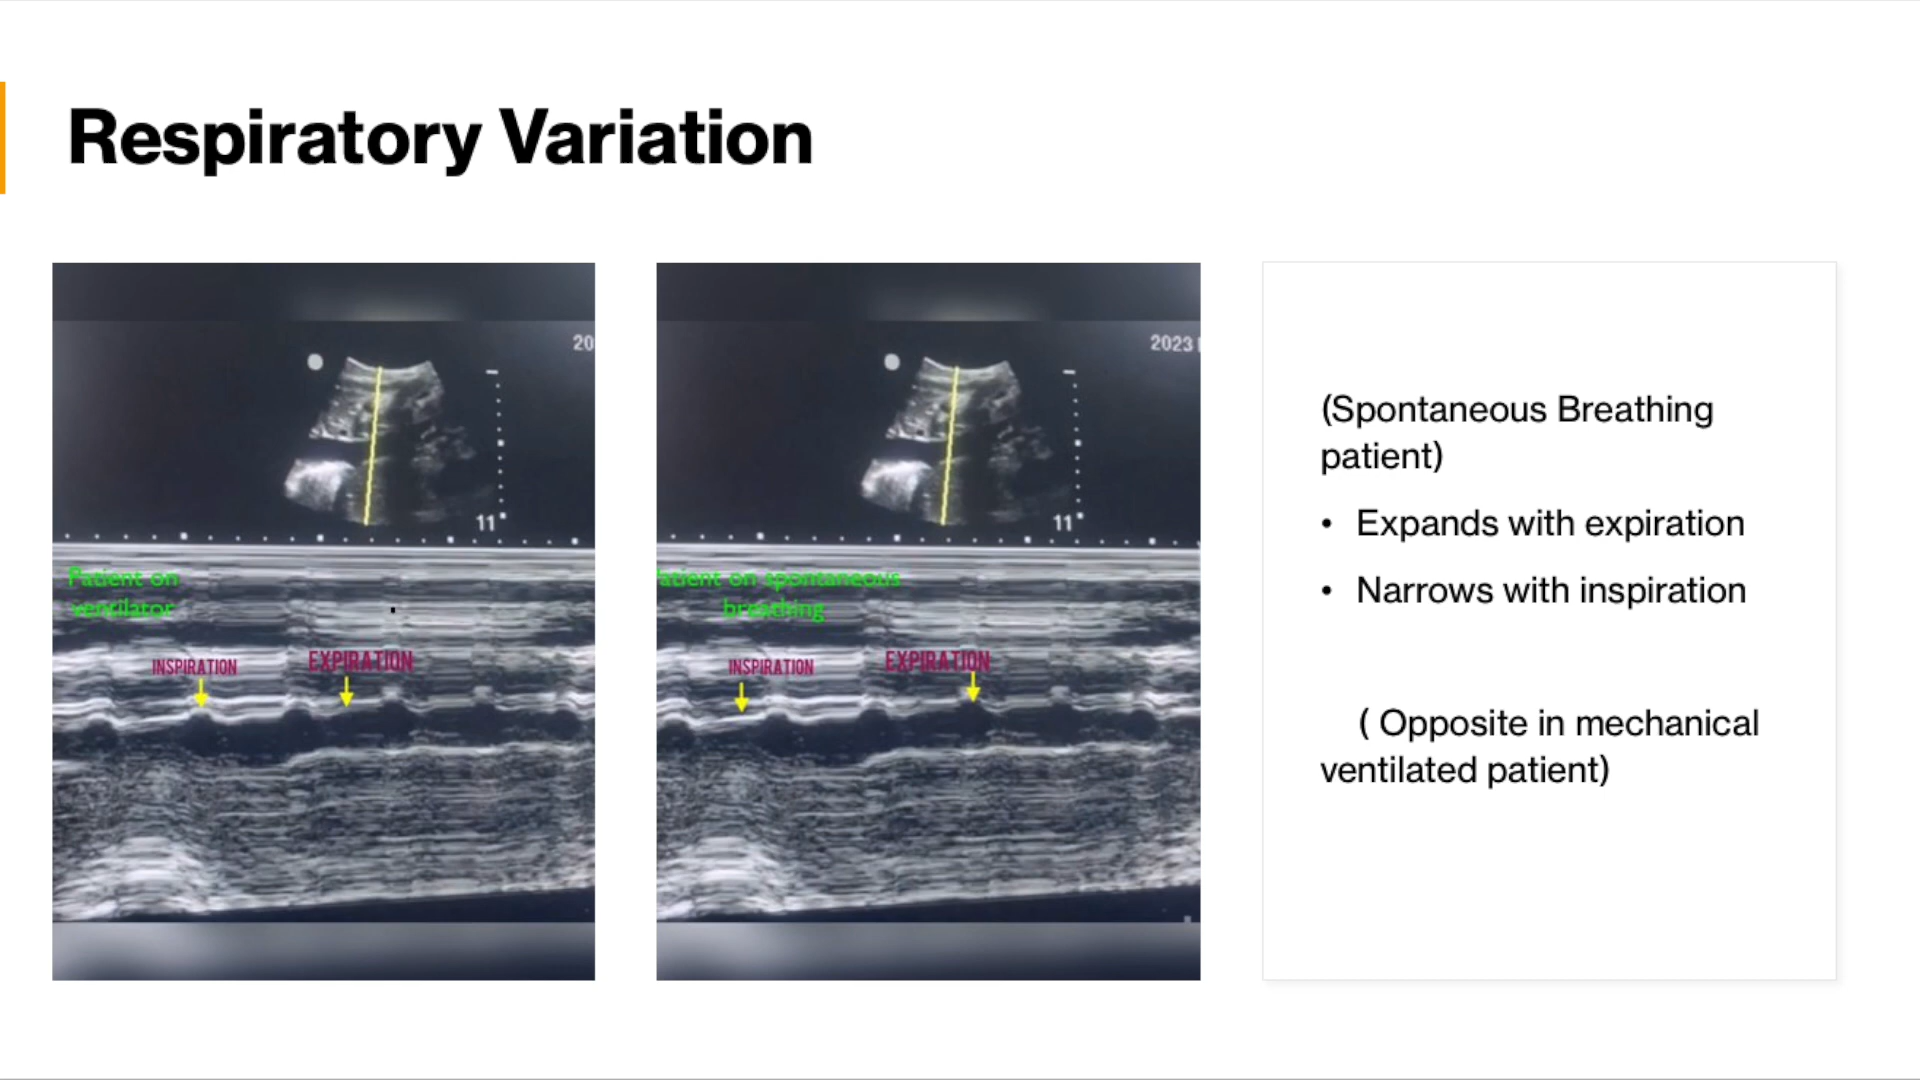 Respiratory Variation
20
11
Patient on
ventilator
INSPIRATION
EXPIRATION
2023
11
atient on spontaneous
breathing
INSPIRATION
EXPIRATION
(Spontaneous Breathing
patient)
• Expands with expiration
• Narrows with inspiration
( Opposite in mechanical
ventilated patient)